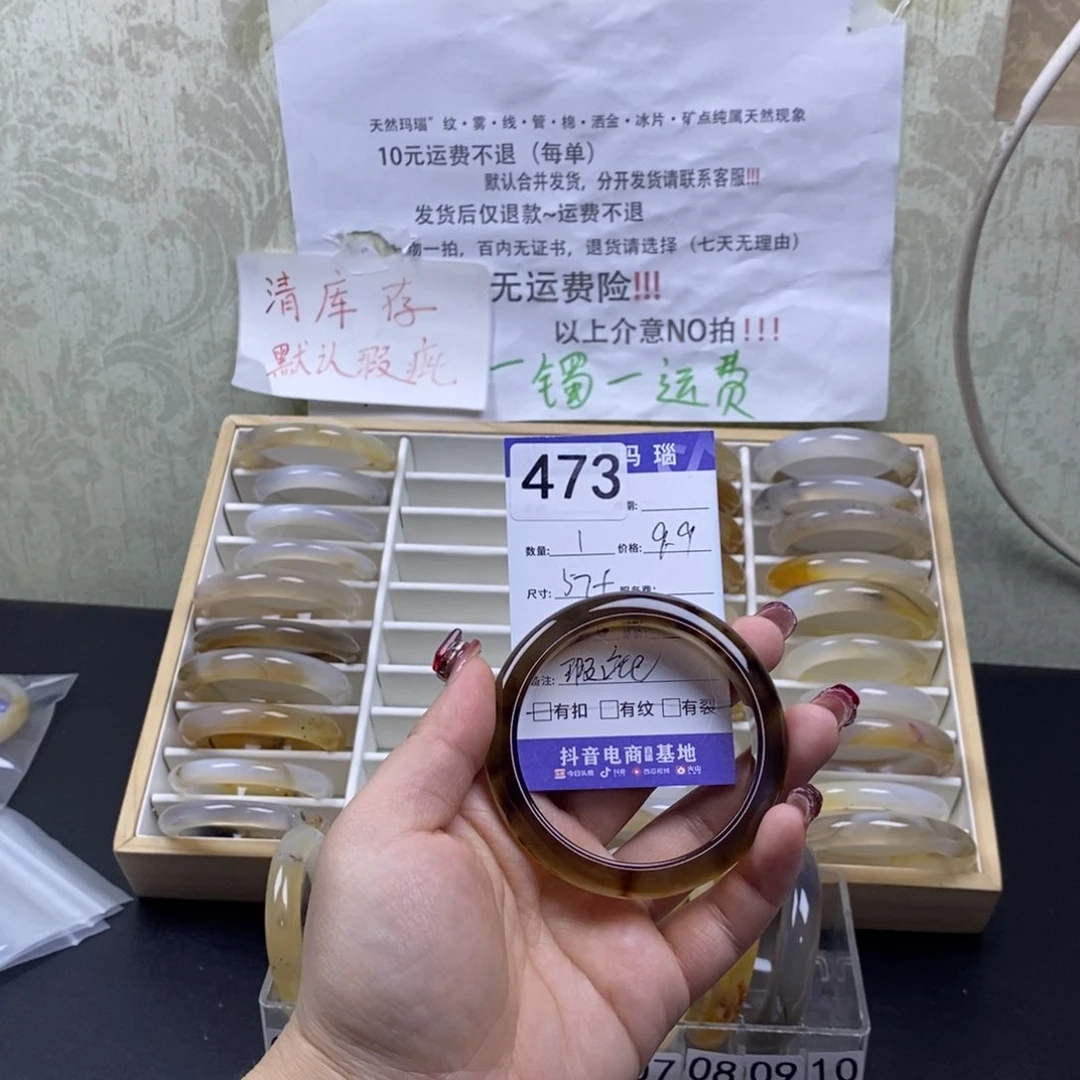 天然玛瑙"纹·雾·线·管·棉·洒金·冰片·矿点纯属天然现象
10元运费不退（每单）
默认合并发货，分开发货请联系客服!!!
发货后仅退款~运费不退
物一拍，百内无证书，退货请选择（七天无理由）
无运费险!!!
以上介意NO拍!!!
一镯一运费
清库存
默认瑕疵
玛瑙
473
数量: 1 价格: 9.9
尺寸: 57+
备注: 瑕疵
有扣 有纹 有裂
抖音电商 基地
今日头条 抖音 西瓜视频 火山
07 08 09 10